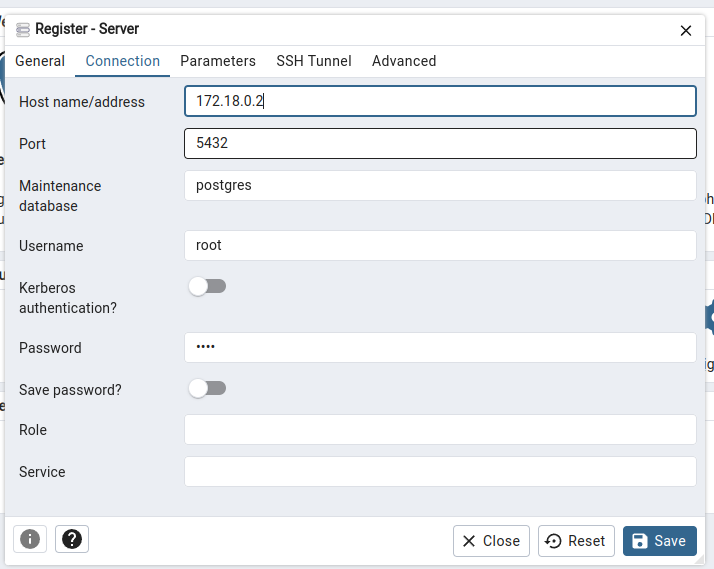 Register - Server
General Connection Parameters SSH Tunnel Advanced
Host name/address 172.18.0.2
Port 5432
Maintenance
database
postgres
Username root
Kerberos
authentication?
Password ••••
Save password?
Role
Service
Close Reset Save